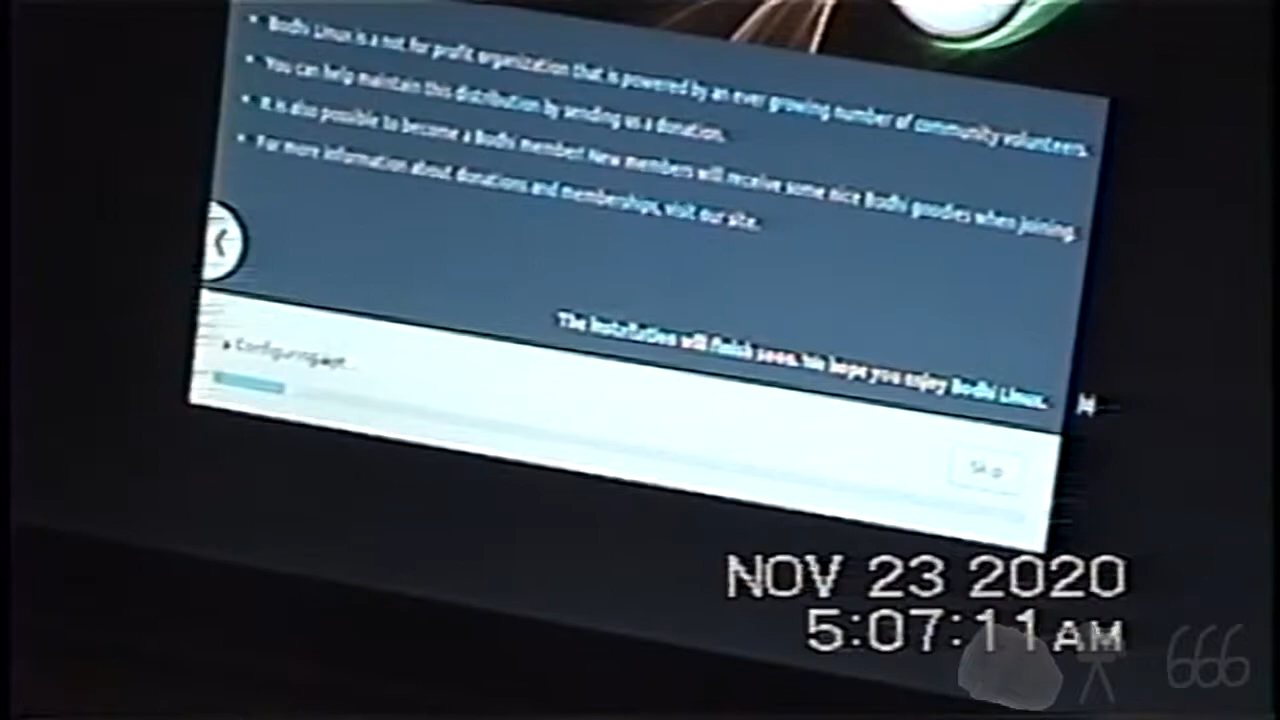 Bodhi Linux is a not for profit organization that is powered by an ever growing number of community volunteers.
You can help maintain this distribution by sending us a donation.
It is also possible to become a Bodhi member! New members will receive some nice Bodhi goodies when joining.
For more information about donations and memberships, visit our site.
The installation will finish soon. We hope you enjoy Bodhi Linux.
Configuring apt...
Skip
NOV 23 2020
5:07:11 AM
666